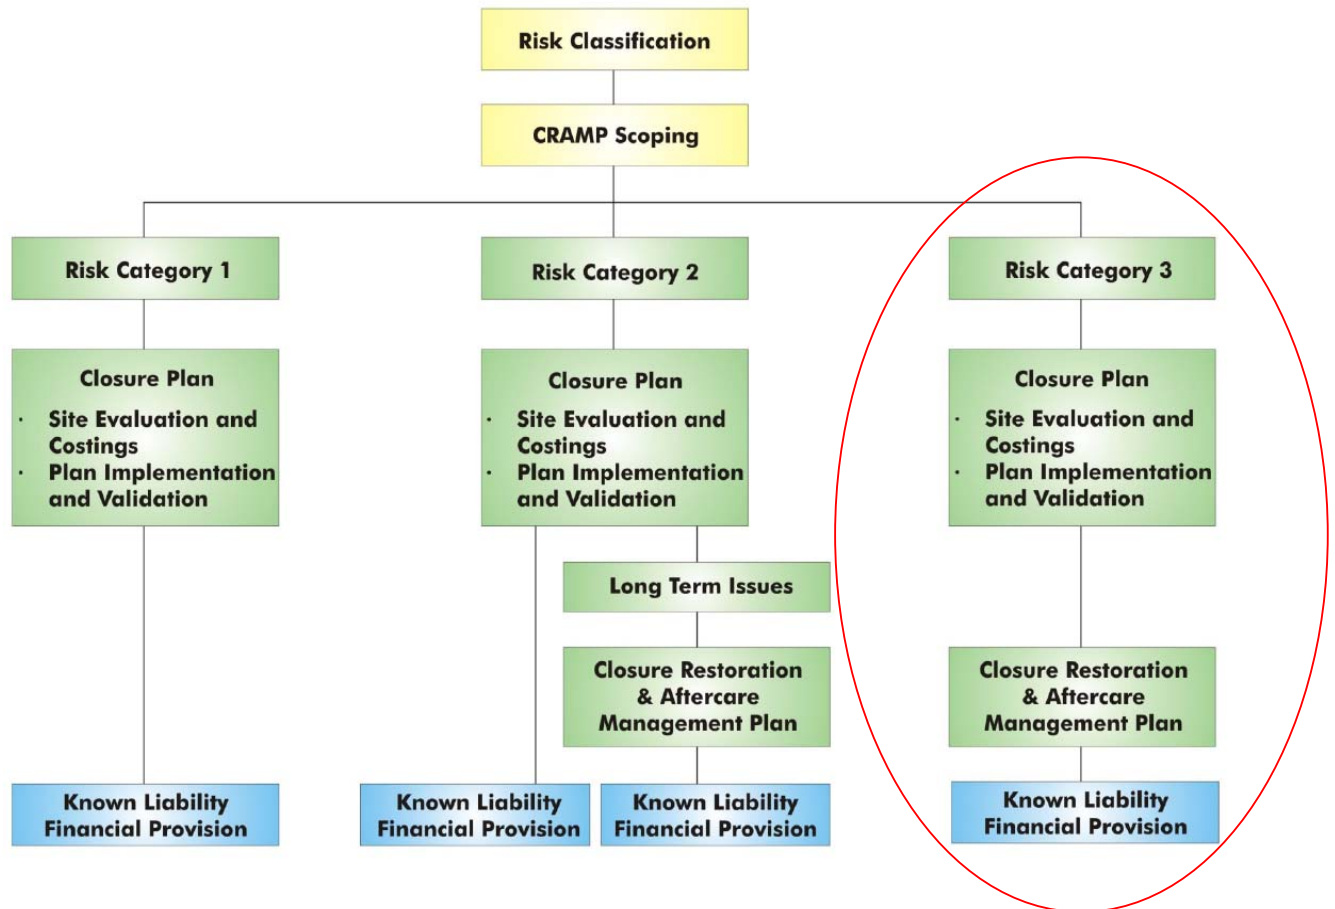 Risk Classification
CRAMP Scoping
Risk Category 1
Risk Category 2
Risk Category 3
Closure Plan
· Site Evaluation and
Costings
· Plan Implementation
and Validation
Closure Plan
· Site Evaluation and
Costings
· Plan Implementation
and Validation
Closure Plan
· Site Evaluation and
Costings
· Plan Implementation
and Validation
Long Term Issues
Closure Restoration
& Aftercare
Management Plan
Closure Restoration
& Aftercare
Management Plan
Known Liability
Financial Provision
Known Liability
Financial Provision
Known Liability
Financial Provision
Known Liability
Financial Provision